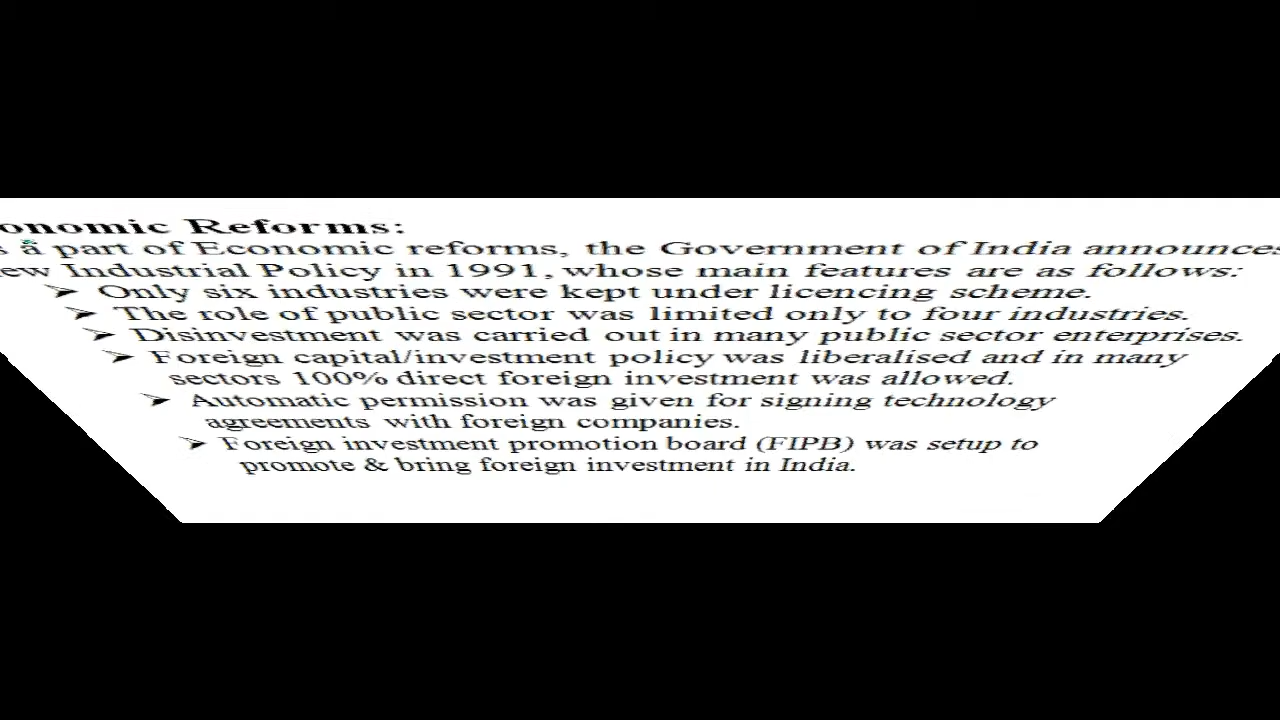 onomic Reforms:
s a part of Economic reforms, the Government of India announces
ew Industrial Policy in 1991, whose main features are as follows:
➢ Only six industries were kept under licencing scheme.
➢ The role of public sector was limited only to four industries.
➢ Disinvestment was carried out in many public sector enterprises.
➢ Foreign capital/investment policy was liberalised and in many
sectors 100% direct foreign investment was allowed.
➢ Automatic permission was given for signing technology
agreements with foreign companies.
➢ Foreign investment promotion board (FIPB) was setup to
promote & bring foreign investment in India.